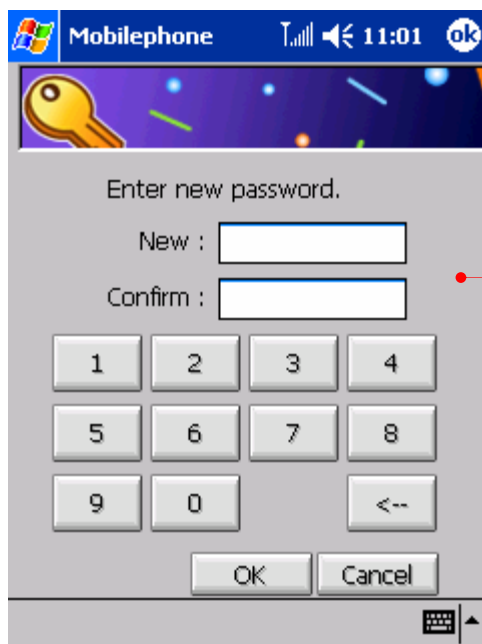 Mobilephone 11:01 ok
Enter new password.
New :
Confirm :
1 2 3 4
5 6 7 8
9 0 <--
OK Cancel